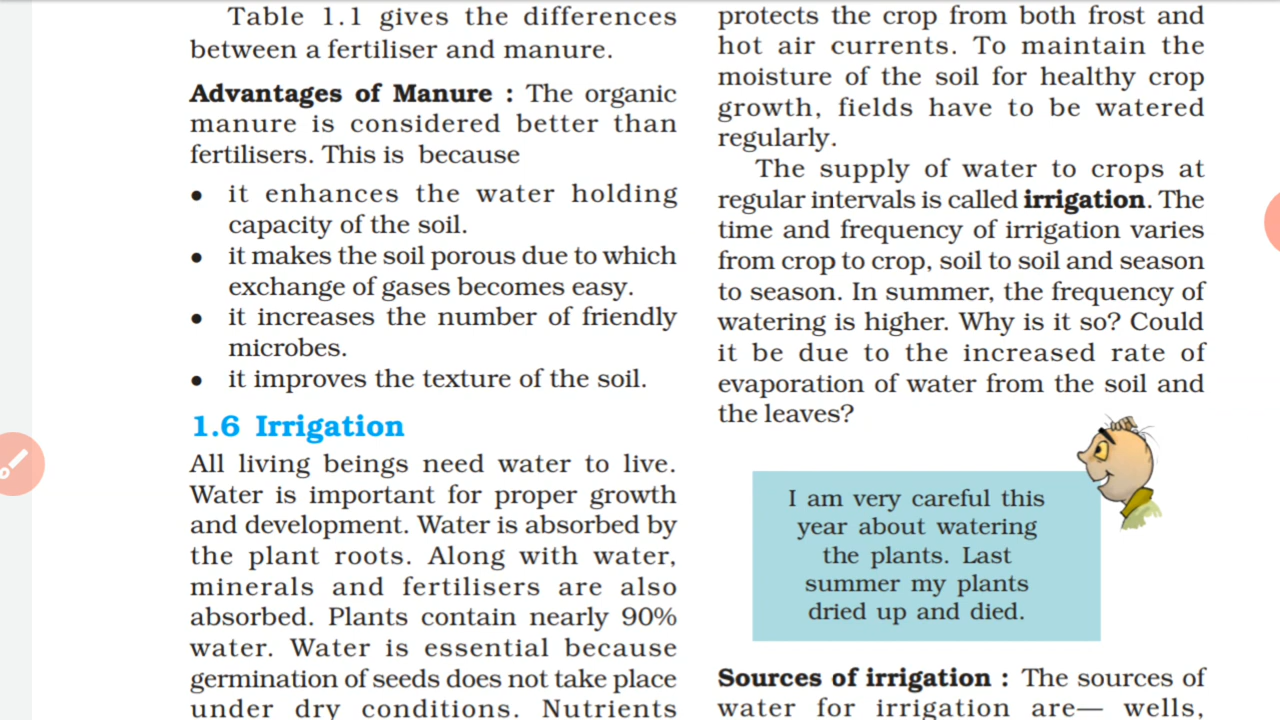 Table 1.1 gives the differences
between a fertiliser and manure.
Advantages of Manure : The organic
manure is considered better than
fertilisers. This is because
• it enhances the water holding
capacity of the soil.
• it makes the soil porous due to which
exchange of gases becomes easy.
• it increases the number of friendly
microbes.
• it improves the texture of the soil.
1.6 Irrigation
All living beings need water to live.
Water is important for proper growth
and development. Water is absorbed by
the plant roots. Along with water,
minerals and fertilisers are also
absorbed. Plants contain nearly 90%
water. Water is essential because
germination of seeds does not take place
under dry conditions. Nutrients
protects the crop from both frost and
hot air currents. To maintain the
moisture of the soil for healthy crop
growth, fields have to be watered
regularly.
The supply of water to crops at
regular intervals is called irrigation. The
time and frequency of irrigation varies
from crop to crop, soil to soil and season
to season. In summer, the frequency of
watering is higher. Why is it so? Could
it be due to the increased rate of
evaporation of water from the soil and
the leaves?
I am very careful this
year about watering
the plants. Last
summer my plants
dried up and died.
Sources of irrigation : The sources of
water for irrigation are— wells,